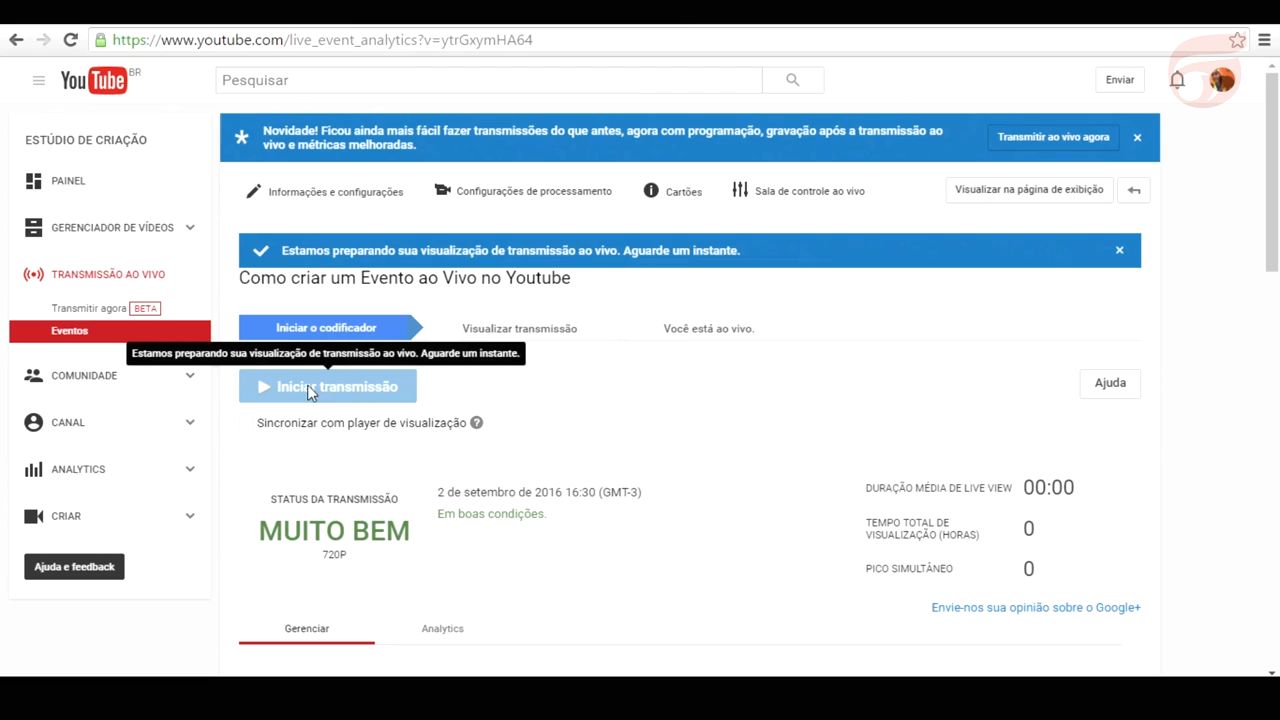 https://www.youtube.com/live_event_analytics?v=ytrGxymHA64
YouTube BR
Pesquisar
Enviar
ESTÚDIO DE CRIAÇÃO
PAINEL
GERENCIADOR DE VÍDEOS
TRANSMISSÃO AO VIVO
Transmitir agora BETA
Eventos
COMUNIDADE
CANAL
ANALYTICS
CRIAR
Ajuda e feedback
Novidade! Ficou ainda mais fácil fazer transmissões do que antes, agora com programação, gravação após a transmissão ao
vivo e métricas melhoradas.
Transmitir ao vivo agora
Informações e configurações
Configurações de processamento
Cartões
Sala de controle ao vivo
Visualizar na página de exibição
Estamos preparando sua visualização de transmissão ao vivo. Aguarde um instante.
Como criar um Evento ao Vivo no Youtube
Iniciar o codificador
Visualizar transmissão
Você está ao vivo.
Estamos preparando sua visualização de transmissão ao vivo. Aguarde um instante.
Iniciar transmissão
Ajuda
Sincronizar com player de visualização ?
STATUS DA TRANSMISSÃO
MUITO BEM
720P
2 de setembro de 2016 16:30 (GMT-3)
Em boas condições.
DURAÇÃO MÉDIA DE LIVE VIEW 00:00
TEMPO TOTAL DE
VISUALIZAÇÃO (HORAS) 0
PICO SIMULTÂNEO 0
Envie-nos sua opinião sobre o Google+
Gerenciar
Analytics